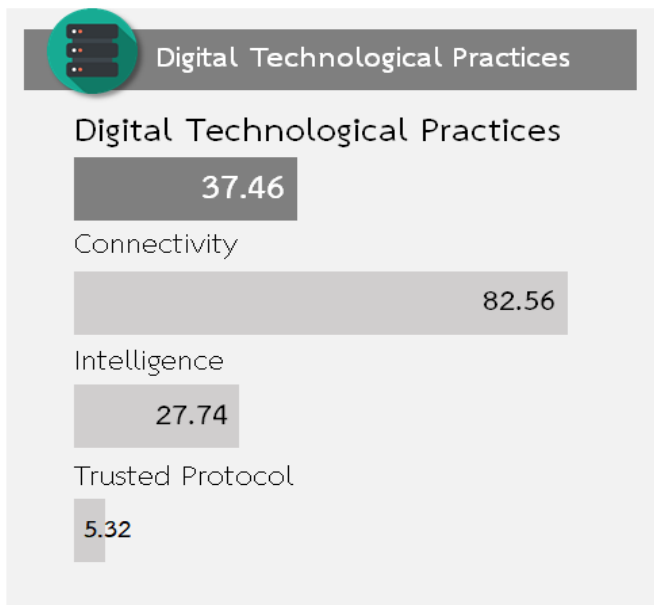 Digital Technological Practices
Digital Technological Practices
37.46
Connectivity
82.56
Intelligence
27.74
Trusted Protocol
5.32